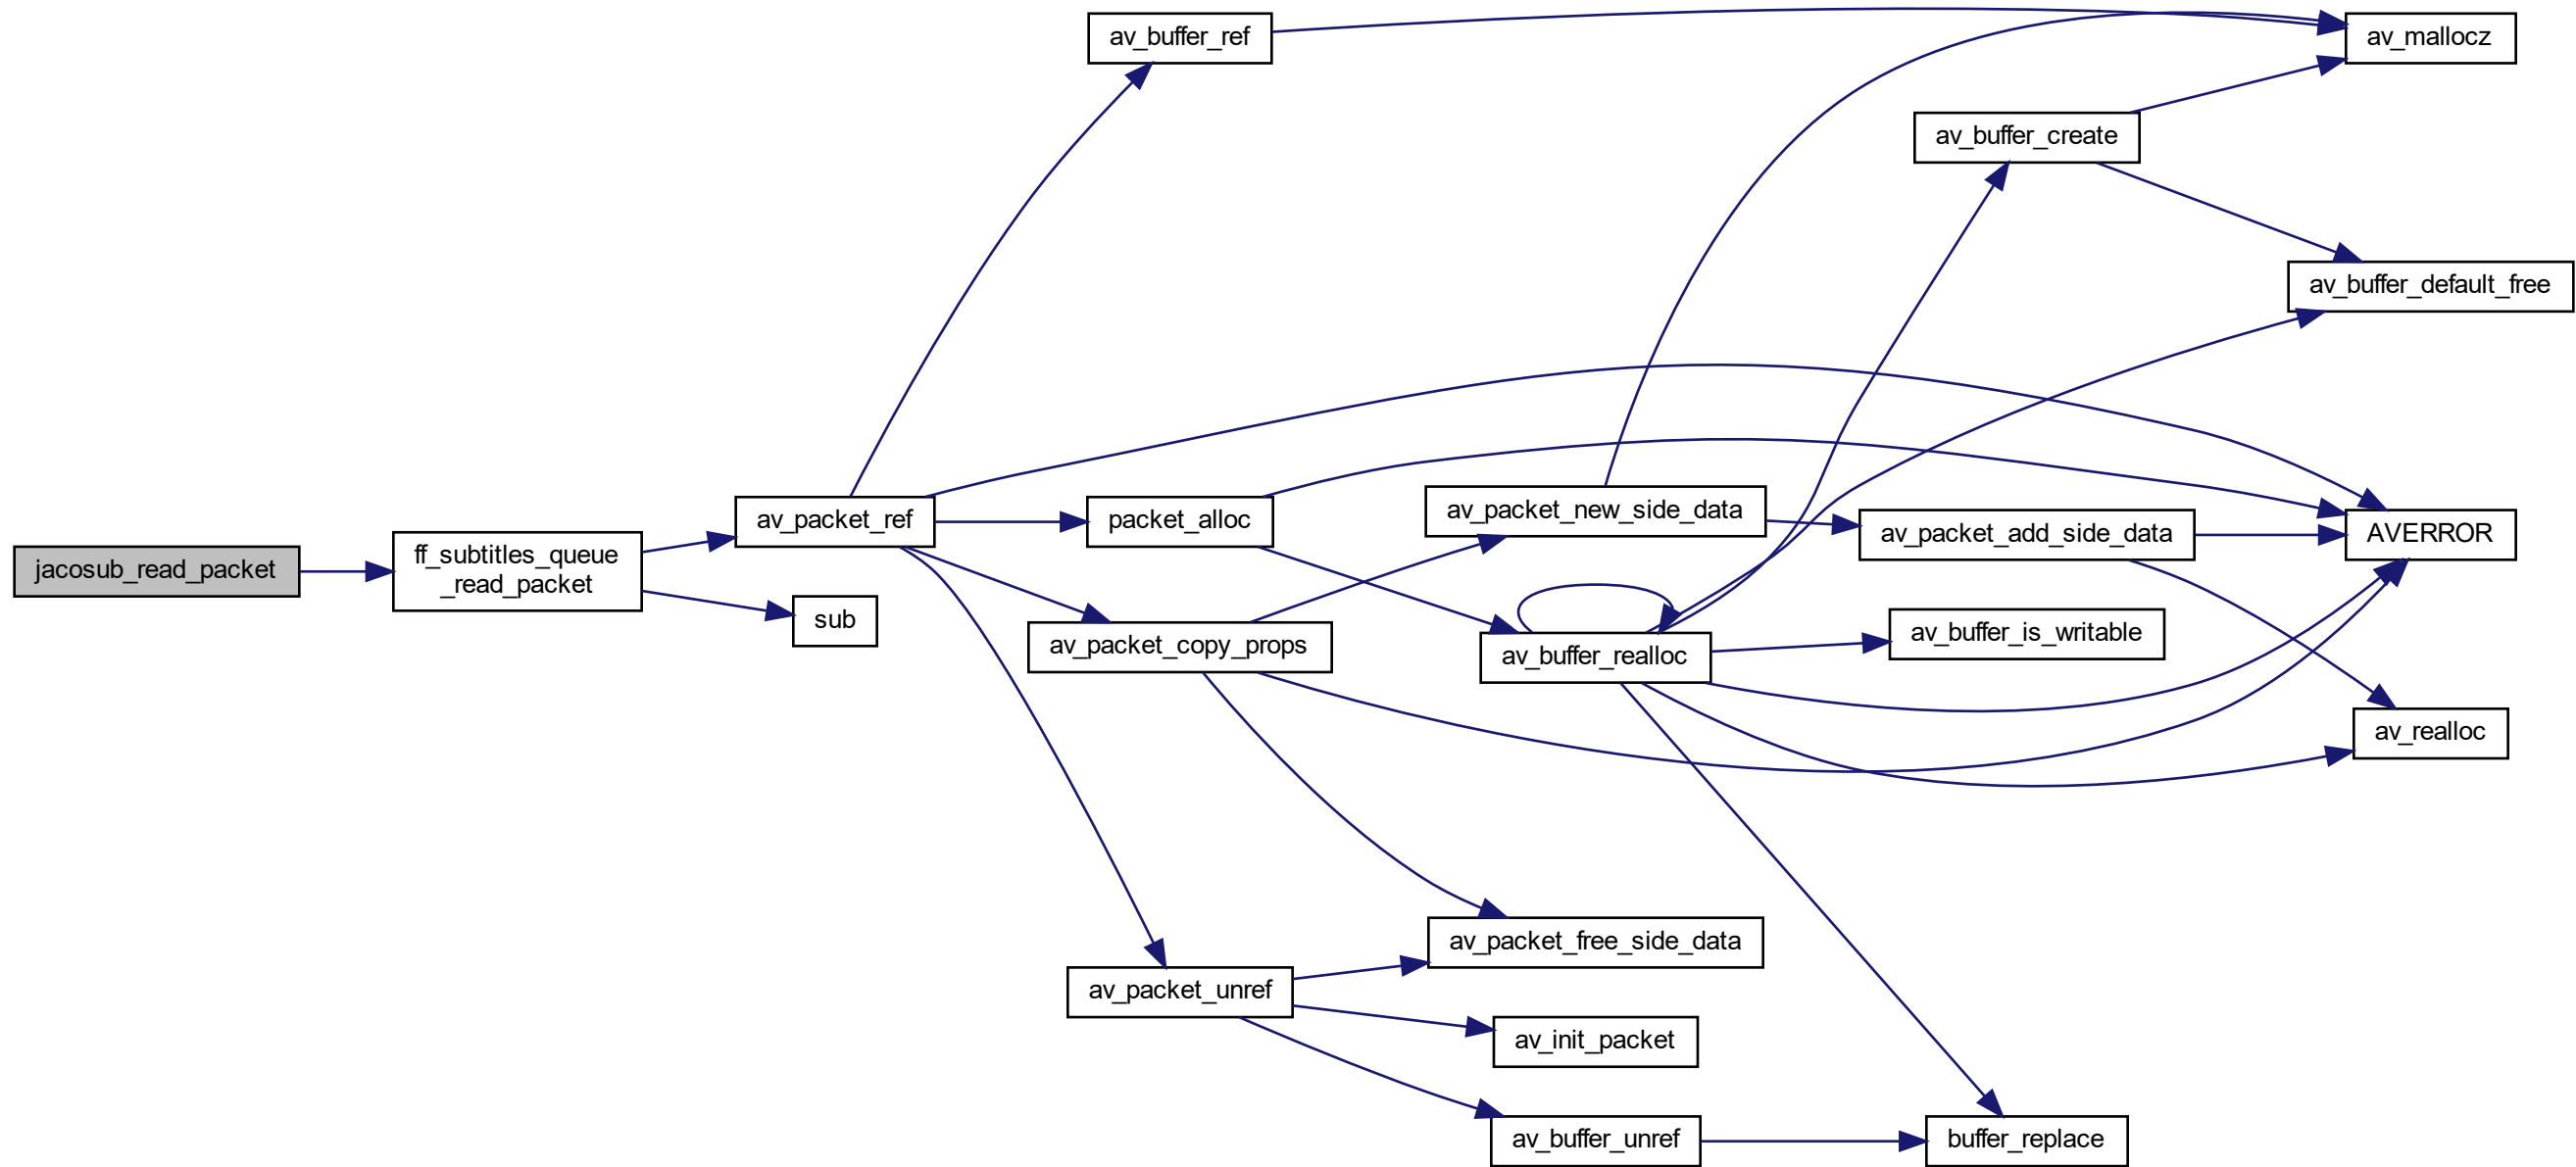 av_buffer_ref
av_mallocz
av_buffer_create
av_buffer_default_free
av_packet_new_side_data
av_packet_ref
packet_alloc
av_packet_add_side_data
AVERROR
jacosub_read_packet
ff_subtitles_queue
_read_packet
sub
av_buffer_is_writable
av_packet_copy_props
av_buffer_realloc
av_realloc
av_packet_free_side_data
av_packet_unref
av_init_packet
av_buffer_unref
buffer_replace